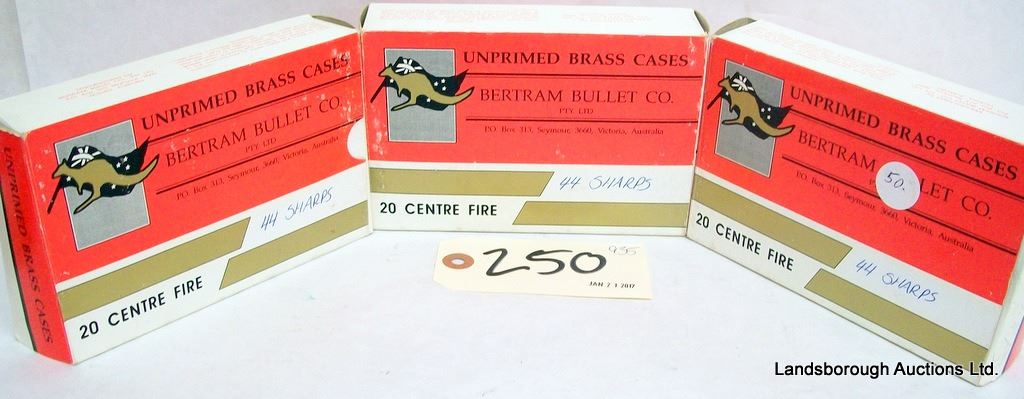 UNPRIMED BRASS CASES
BERTRAM BULLET CO.
PTY LTD
P.O. Box 313, Seymour, 3660, Victoria, Australia
44 SHARPS
20 CENTRE FIRE
UNPRIMED BRASS CASES
UNPRIMED BRASS CASES
BERTRAM BULLET CO.
PTY LTD
P.O. Box 313, Seymour, 3660, Victoria, Australia
44 SHARPS
20 CENTRE FIRE
UNPRIMED BRASS CASES
BERTRAM LET CO.
50.
P.O. Box 313, Seymour, 3660, Victoria, Australia
44 SHARPS
20 CENTRE FIRE
935
250
JAN 21 2017
Landsborough Auctions Ltd.